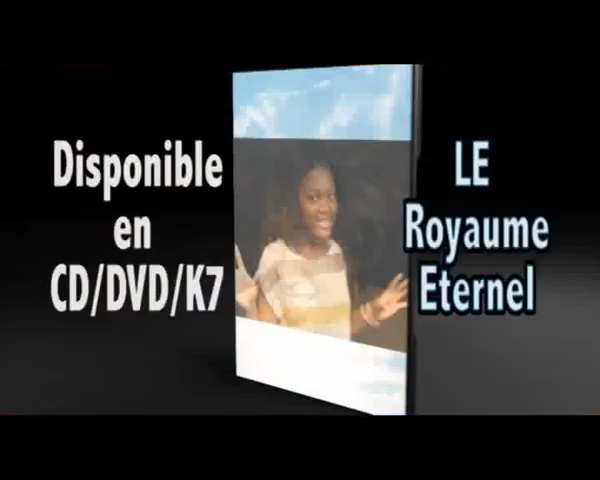 Disponible
en
CD/DVD/K7
LE
Royaume
Eternel